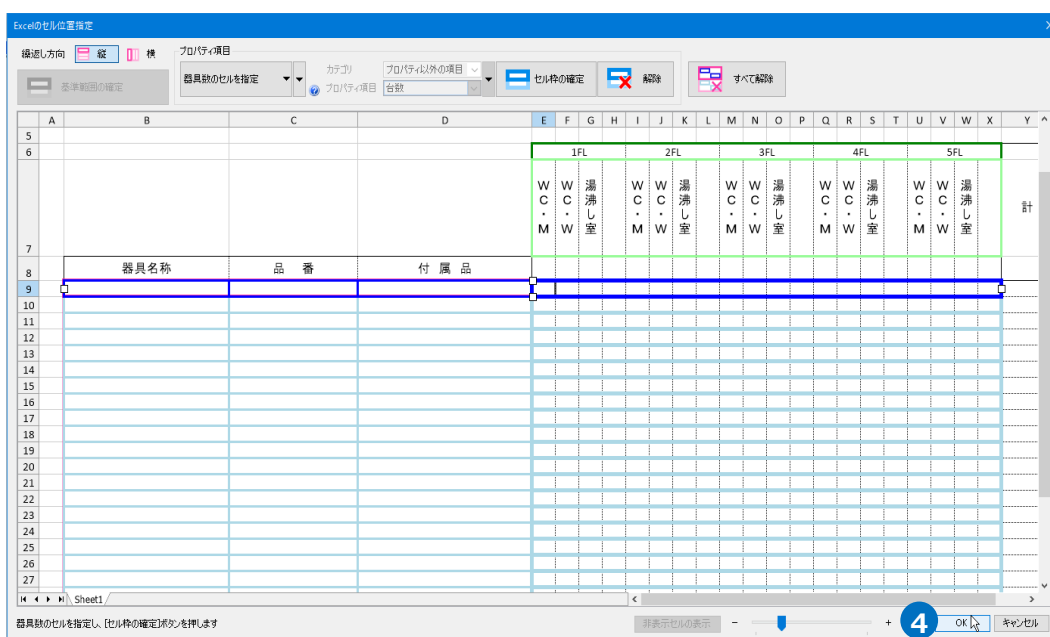 Excelのセル位置指定
繰返し方向 縦 横
基準範囲の確定
プロパティ項目
器具数のセルを指定
カテゴリ プロパティ以外の項目
プロパティ項目 台数
セル枠の確定 解除 すべて解除
A B C D E F G H I J K L M N O P Q R S T U V W X Y
5
6 1FL 2FL 3FL 4FL 5FL
7 WC・M WC・W 湯沸し室 WC・M WC・W 湯沸し室 WC・M WC・W 湯沸し室 WC・M WC・W 湯沸し室 WC・M WC・W 湯沸し室 計
8 器具名称 品 番 付 属 品
9
10
11
12
13
14
15
16
17
18
19
20
21
22
23
24
25
26
27
Sheet1
器具数のセルを指定し、[セル枠の確定]ボタンを押します 非表示セルの表示 － + 4 OK キャンセル